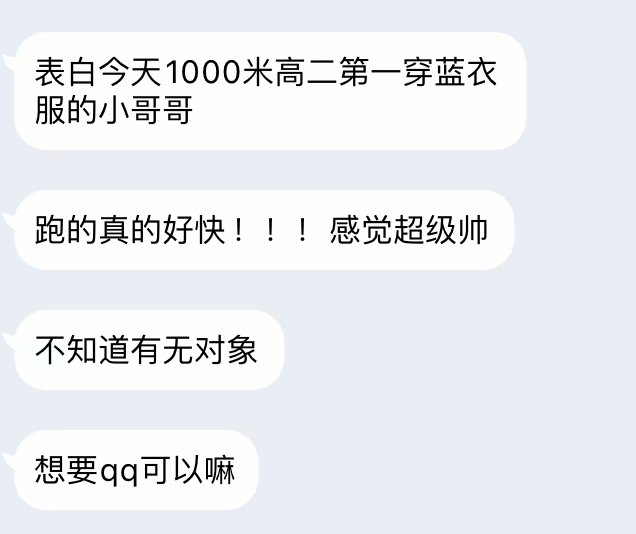 表白今天1000米高二第一穿蓝衣
服的小哥哥
跑的真的好快！！！感觉超级帅
不知道有无对象
想要qq可以嘛